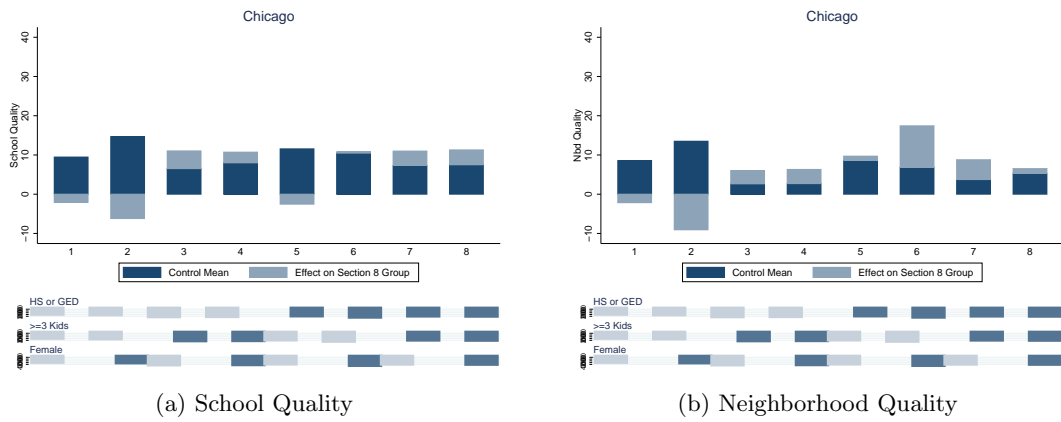 Chicago
School Quality
40
30
20
10
0
−10
1 2 3 4 5 6 7 8
Control Mean Effect on Section 8 Group
HS or GED
>=3 Kids
Female
(a) School Quality
Chicago
Nbd Quality
40
30
20
10
0
−10
1 2 3 4 5 6 7 8
Control Mean Effect on Section 8 Group
HS or GED
>=3 Kids
Female
(b) Neighborhood Quality